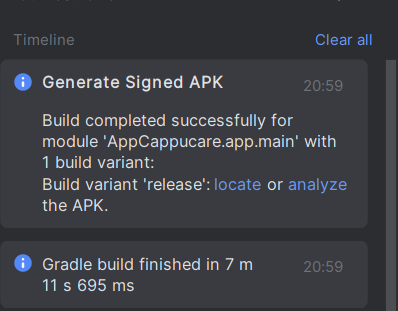 Timeline
Clear all
Generate Signed APK
20:59
Build completed successfully for
module 'AppCappucare.app.main' with
1 build variant:
Build variant 'release': locate or analyze
the APK.
Gradle build finished in 7 m
20:59
11 s 695 ms